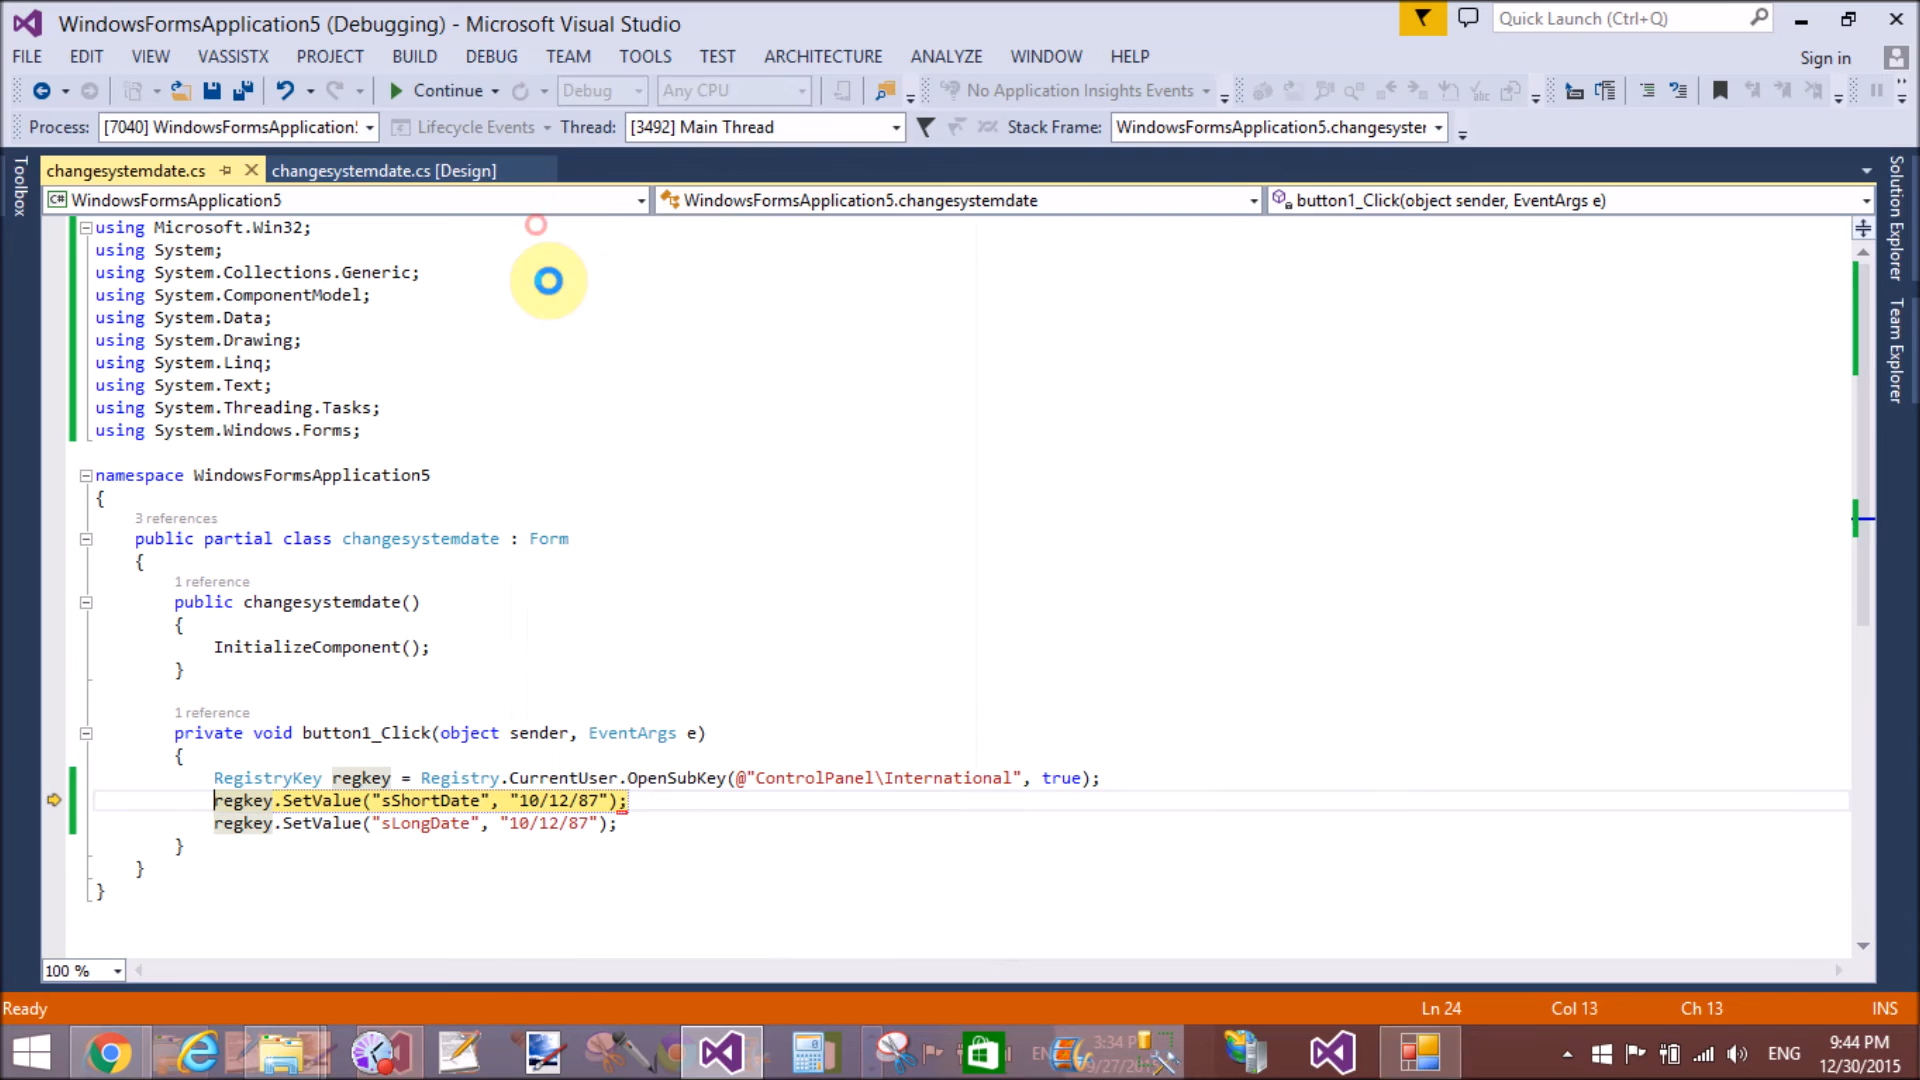 WindowsFormsApplication5 (Debugging) - Microsoft Visual Studio
Quick Launch (Ctrl+Q)
FILE EDIT VIEW VASSISTX PROJECT BUILD DEBUG TEAM TOOLS TEST ARCHITECTURE ANALYZE WINDOW HELP
Sign in
Continue Debug Any CPU No Application Insights Events
Process: [7040] WindowsFormsApplication Lifecycle Events Thread: [3492] Main Thread Stack Frame: WindowsFormsApplication5.changesyster
Toolbox
changesystemdate.cs changesystemdate.cs [Design]
Solution Explorer
Team Explorer
C# WindowsFormsApplication5 WindowsFormsApplication5.changesystemdate button1_Click(object sender, EventArgs e)
using Microsoft.Win32;
using System;
using System.Collections.Generic;
using System.ComponentModel;
using System.Data;
using System.Drawing;
using System.Linq;
using System.Text;
using System.Threading.Tasks;
using System.Windows.Forms;
namespace WindowsFormsApplication5
{
3 references
public partial class changesystemdate : Form
{
1 reference
public changesystemdate()
{
InitializeComponent();
}
1 reference
private void button1_Click(object sender, EventArgs e)
{
RegistryKey regkey = Registry.CurrentUser.OpenSubKey(@"ControlPanel\International", true);
regkey.SetValue("sShortDate", "10/12/87");
regkey.SetValue("sLongDate", "10/12/87");
}
}
}
100 %
Ready Ln 24 Col 13 Ch 13 INS
3:34 P
9:44 PM
ENG
12/30/2015